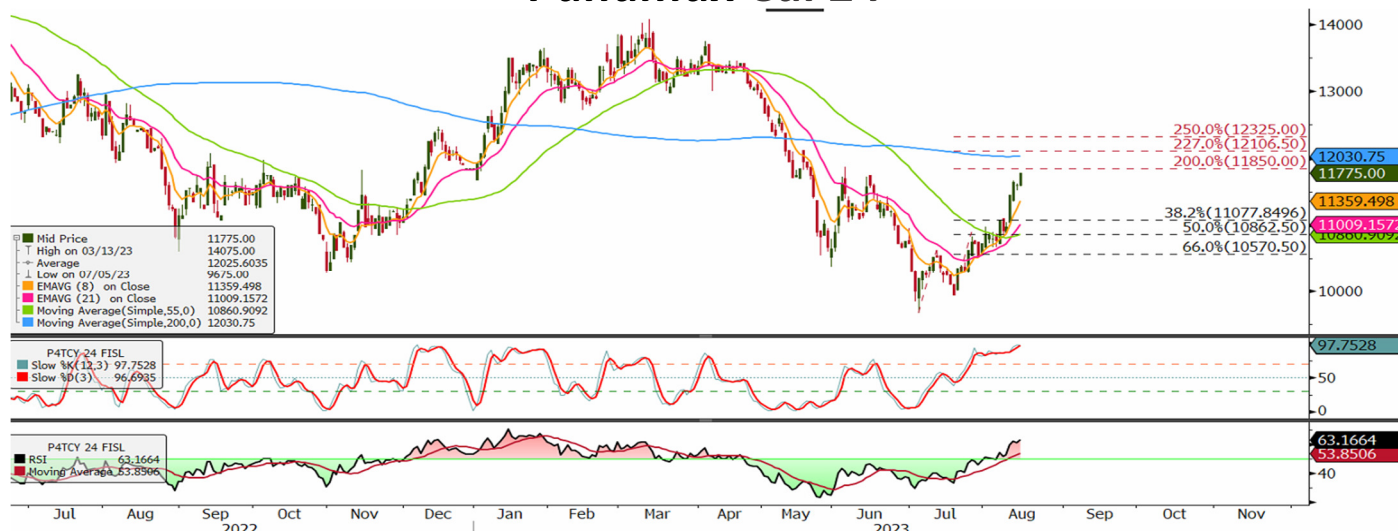 Panamax Cal 24
14000
13000
250.0%(12325.00)
227.0%(12106.50)
12030.75
200.0%(11850.00)
11775.00
11359.498
38.2%(11077.8496)
11009.1572
50.0%(10862.50)
10860.9092
66.0%(10570.50)
10000
Mid Price 11775.00
High on 03/13/23 14075.00
Average 12025.6035
Low on 07/05/23 9675.00
EMAVG (8) on Close 11359.498
EMAVG (21) on Close 11009.1572
Moving Average(Simple,55,0) 10860.9092
Moving Average(Simple,200,0) 12030.75
P4TCY 24 FISL
Slow %K(12,3) 97.7528
Slow %D(3) 96.6935
97.7528
50
0
P4TCY 24 FISL
RSI 63.1664
Moving Average 53.8506
63.1664
53.8506
40
Jul Aug Sep Oct Nov Dec Jan Feb Mar Apr May Jun Jul Aug Sep Oct Nov
2022 2023